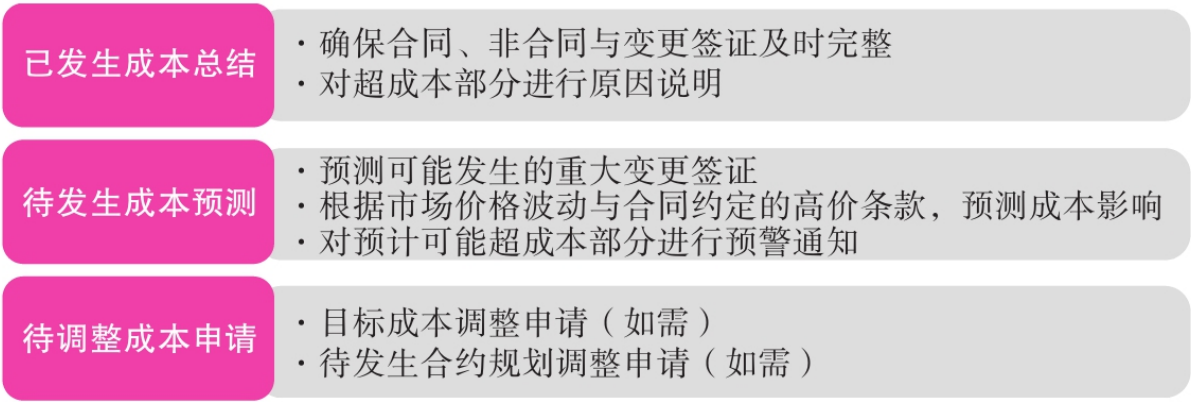 已发生成本总结
·确保合同、非合同与变更签证及时完整
·对超成本部分进行原因说明
待发生成本预测
·预测可能发生的重大变更签证
·根据市场价格波动与合同约定的高价条款，预测成本影响
·对预计可能超成本部分进行预警通知
待调整成本申请
·目标成本调整申请（如需）
·待发生合约规划调整申请（如需）